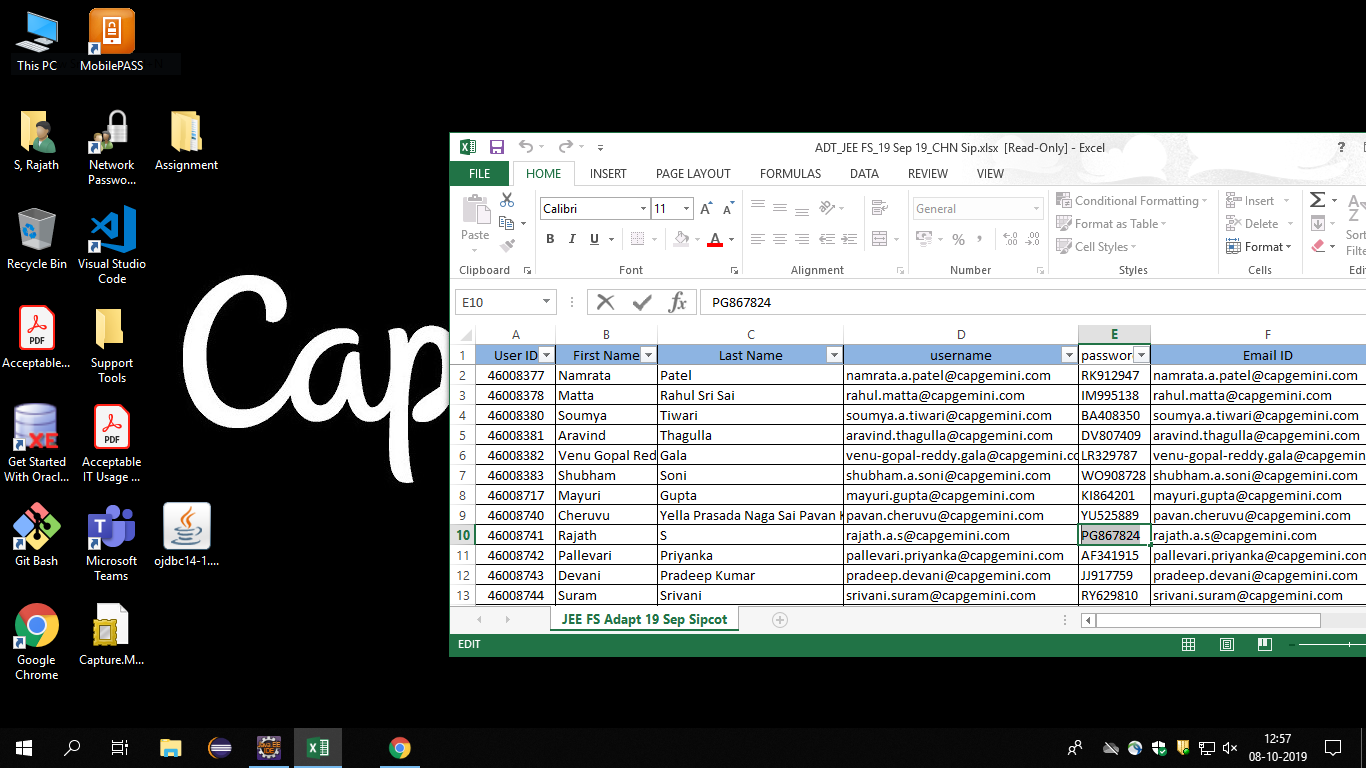 This PC
MobilePASS
S, Rajath
Network Passwo...
Assignment
Recycle Bin
Visual Studio Code
Acceptable...
Support Tools
Get Started With Oracl...
Acceptable IT Usage ...
Git Bash
Microsoft Teams
ojdbc14-1....
Google Chrome
Capture.M...
Cap
ADT_JEE FS_19 Sep 19_CHN Sip.xlsx [Read-Only] - Excel
?
FILE HOME INSERT PAGE LAYOUT FORMULAS DATA REVIEW VIEW
Paste
Calibri 11
B I U
General
Conditional Formatting
Format as Table
Cell Styles
Insert
Delete
Format
Sort
Filte
Clipboard Font Alignment Number Styles Cells Edi
E10 fx PG867824
A B C D E F
1 User ID First Name Last Name username passwor Email ID
2 46008377 Namrata Patel namrata.a.patel@capgemini.com RK912947 namrata.a.patel@capgemini.com
3 46008378 Matta Rahul Sri Sai rahul.matta@capgemini.com IM995138 rahul.matta@capgemini.com
4 46008380 Soumya Tiwari soumya.a.tiwari@capgemini.com BA408350 soumya.a.tiwari@capgemini.com
5 46008381 Aravind Thagulla aravind.thagulla@capgemini.com DV807409 aravind.thagulla@capgemini.com
6 46008382 Venu Gopal Red Gala venu-gopal-reddy.gala@capgemini.co LR329787 venu-gopal-reddy.gala@capgemini
7 46008383 Shubham Soni shubham.a.soni@capgemini.com WO908728 shubham.a.soni@capgemini.com
8 46008717 Mayuri Gupta mayuri.gupta@capgemini.com KI864201 mayuri.gupta@capgemini.com
9 46008740 Cheruvu Yella Prasada Naga Sai Pavan K pavan.cheruvu@capgemini.com YU525889 pavan.cheruvu@capgemini.com
10 46008741 Rajath S rajath.a.s@capgemini.com PG867824 rajath.a.s@capgemini.com
11 46008742 Pallevari Priyanka pallevari.priyanka@capgemini.com AF341915 pallevari.priyanka@capgemini.com
12 46008743 Devani Pradeep Kumar pradeep.devani@capgemini.com JJ917759 pradeep.devani@capgemini.com
13 46008744 Suram Srivani srivani.suram@capgemini.com RY629810 srivani.suram@capgemini.com
JEE FS Adapt 19 Sep Sipcot
EDIT
12:57
08-10-2019